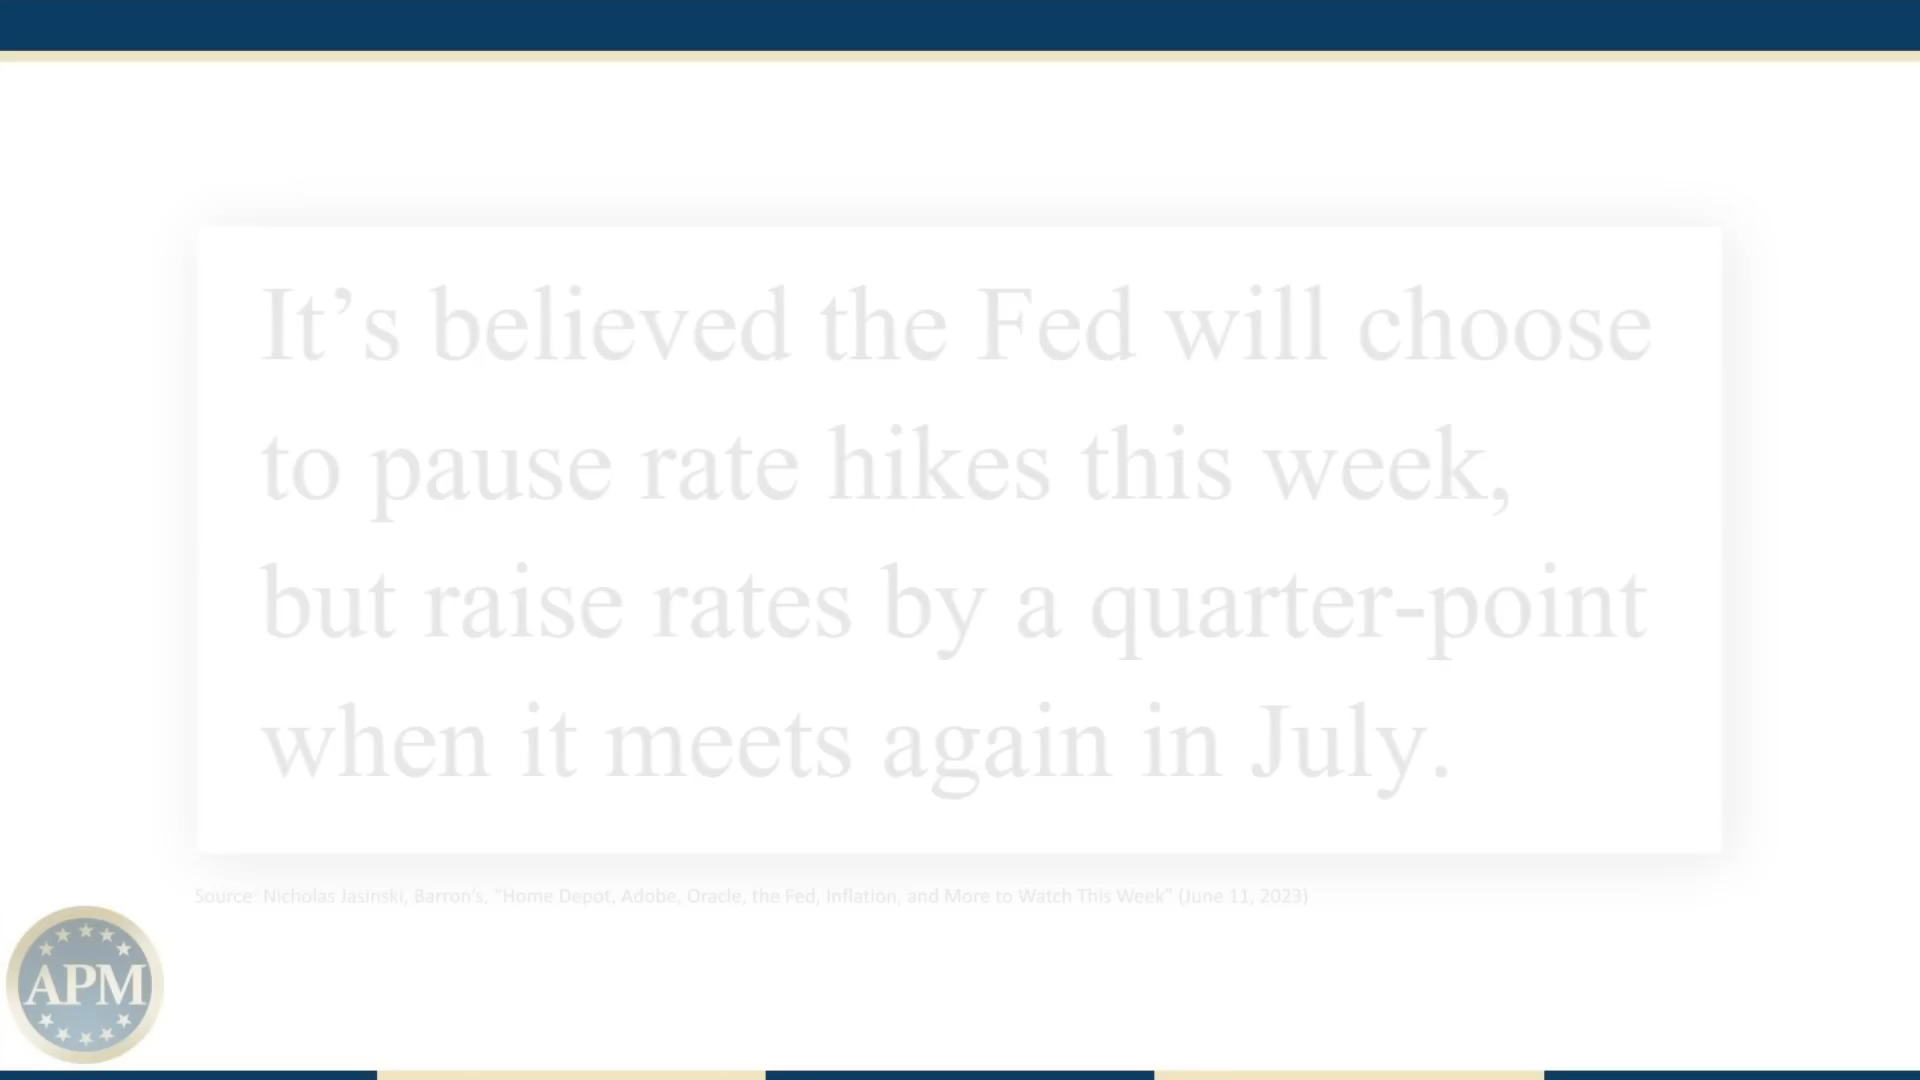 It’s believed the Fed will choose
to pause rate hikes this week,
but raise rates by a quarter-point
when it meets again in July.
Source: Nicholas Jasinski, Barron's, "Home Depot, Adobe, Oracle, the Fed, Inflation, and More to Watch This Week" (June 11, 2023)
APM